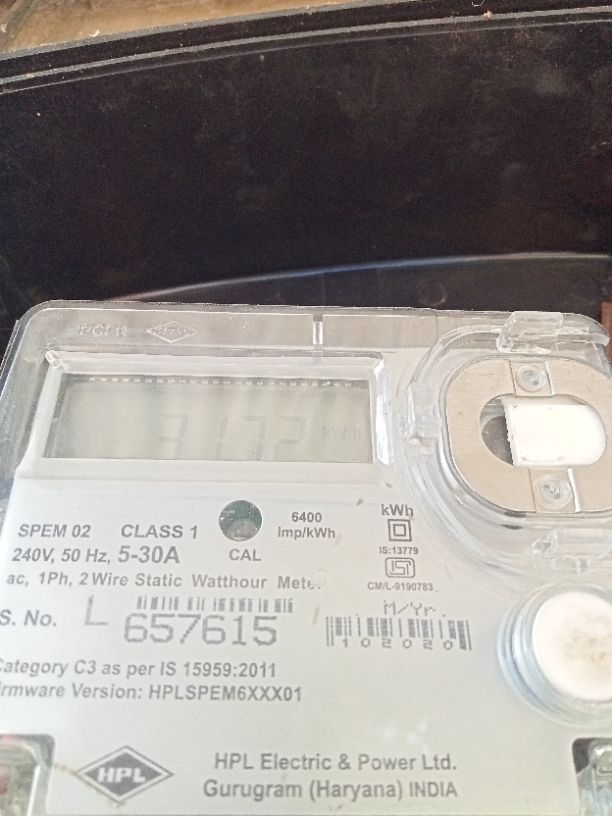 3172 kWh
SPEM 02 CLASS 1
6400
imp/kWh
kWh
240V, 50 Hz, 5-30A
CAL
IS:13779
ac, 1Ph, 2 Wire Static Watthour Meter
CM/L-9190783
S. No. L 657615
M/Yr.
102020
Category C3 as per IS 15959:2011
Firmware Version: HPLSPEM6XXX01
HPL
HPL Electric & Power Ltd.
Gurugram (Haryana) INDIA